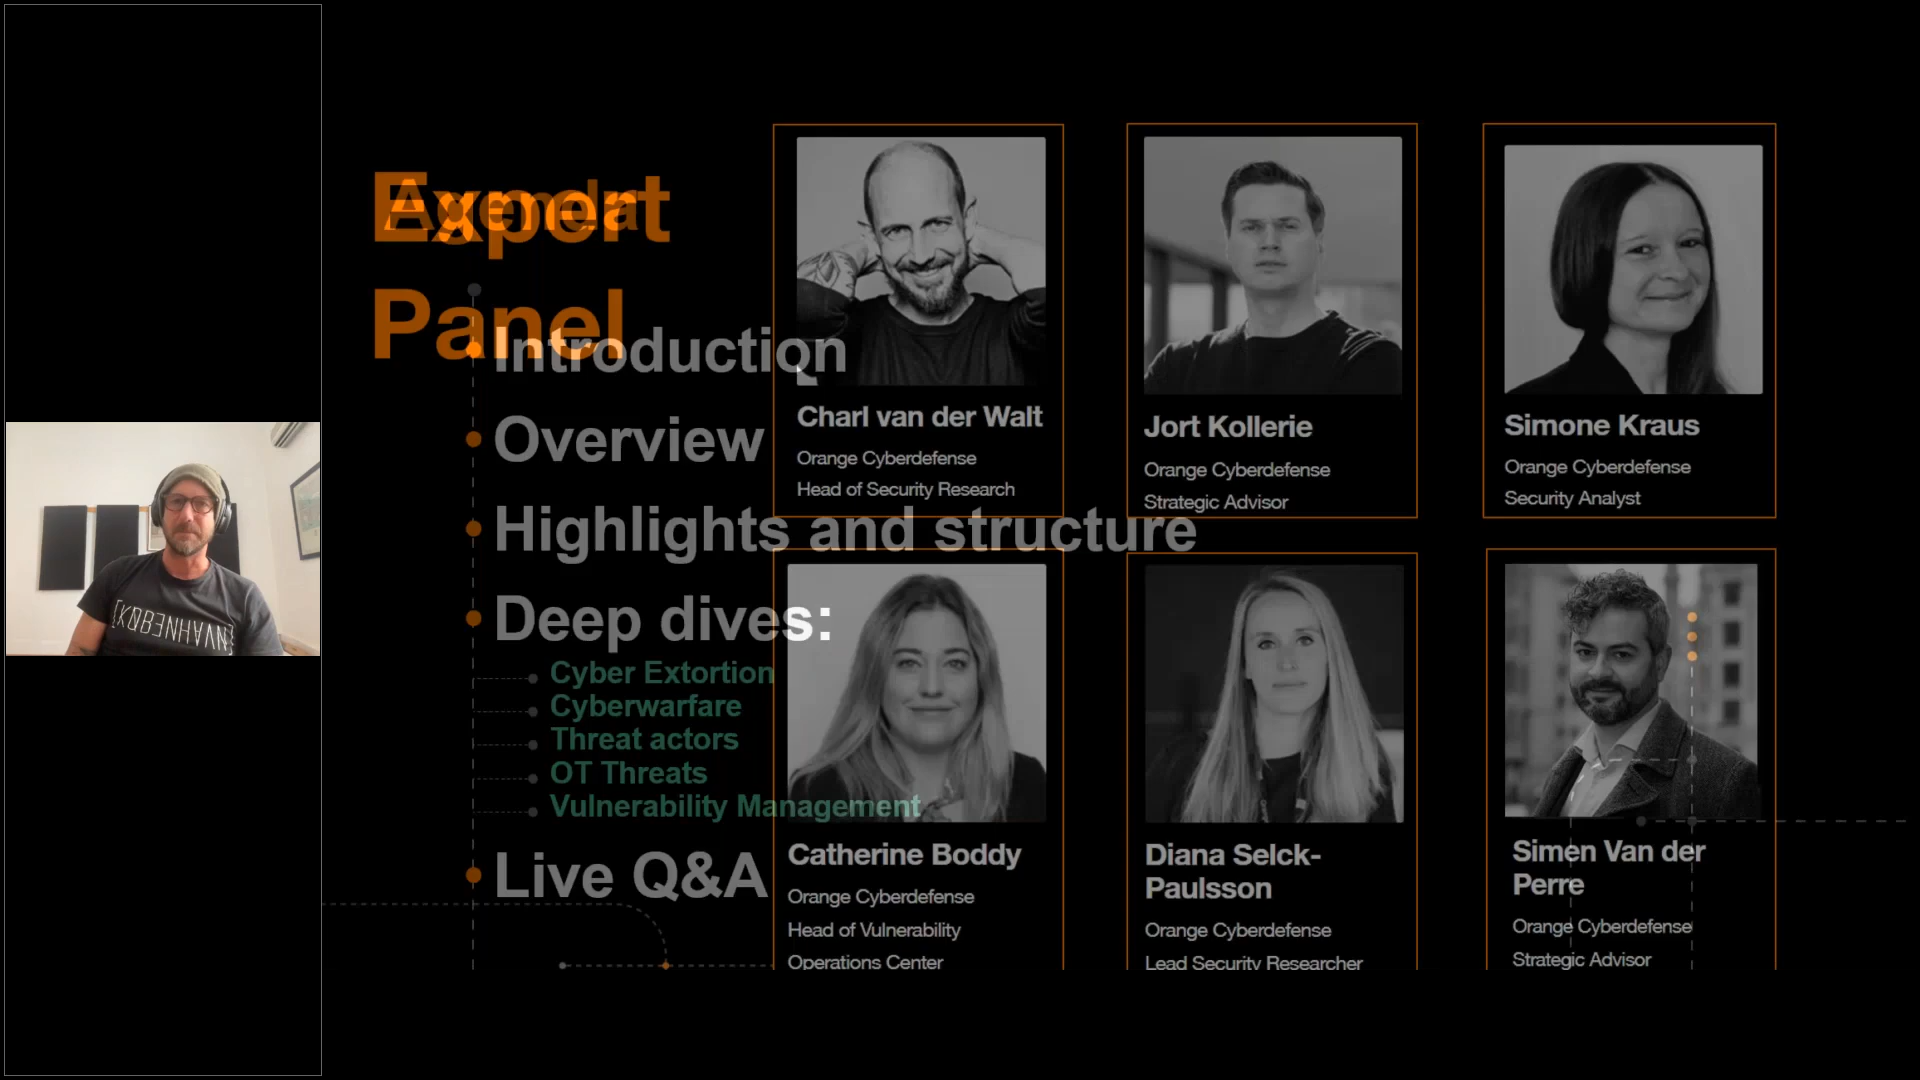 Expert
Panel
Agenda
Introduction
Overview
Highlights and structure
Deep dives:
Cyber Extortion
Cyberwarfare
Threat actors
OT Threats
Vulnerability Management
Live Q&A
Charl van der Walt
Orange Cyberdefense
Head of Security Research
Jort Kollerie
Orange Cyberdefense
Strategic Advisor
Simone Kraus
Orange Cyberdefense
Security Analyst
Catherine Boddy
Orange Cyberdefense
Head of Vulnerability
Operations Center
Diana Selck-
Paulsson
Orange Cyberdefense
Lead Security Researcher
Simen Van der
Perre
Orange Cyberdefense
Strategic Advisor